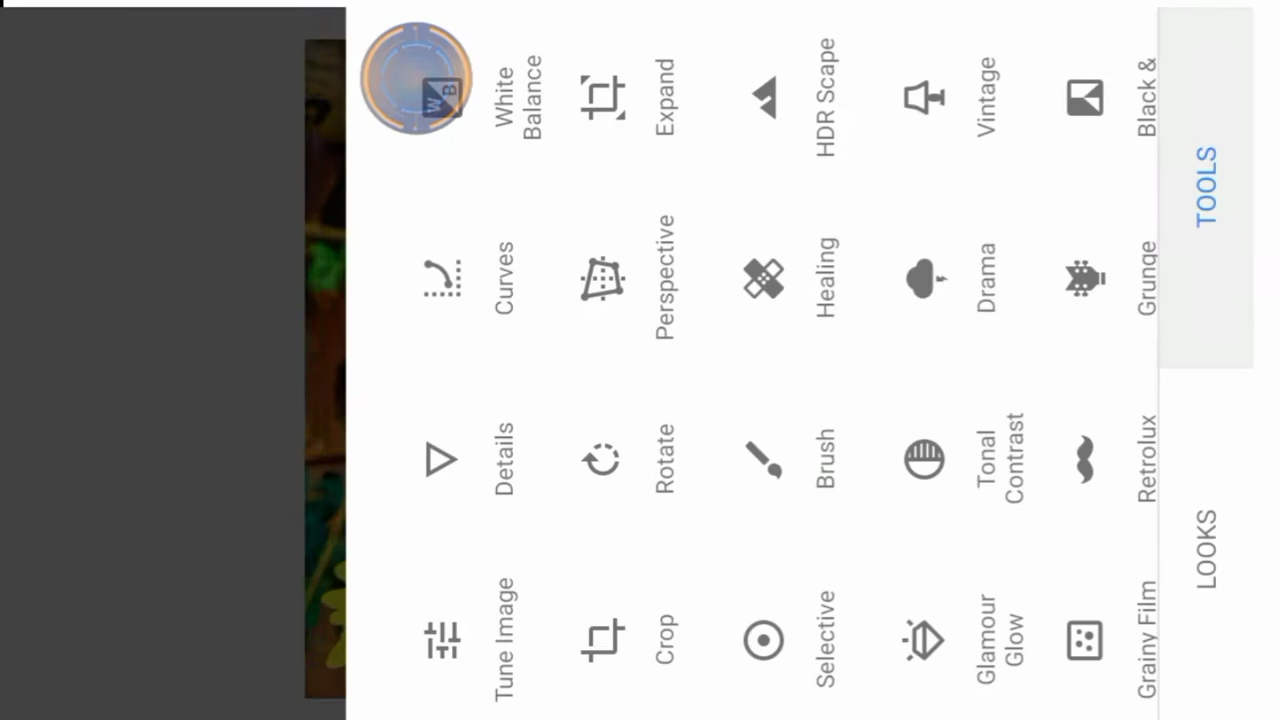 Tune Image
Details
Curves
White
Balance
WB
Crop
Rotate
Perspective
Expand
Selective
Brush
Healing
HDR Scape
Glamour
Glow
Tonal
Contrast
Drama
Vintage
Grainy Film
Retrolux
Grunge
Black &
LOOKS
TOOLS